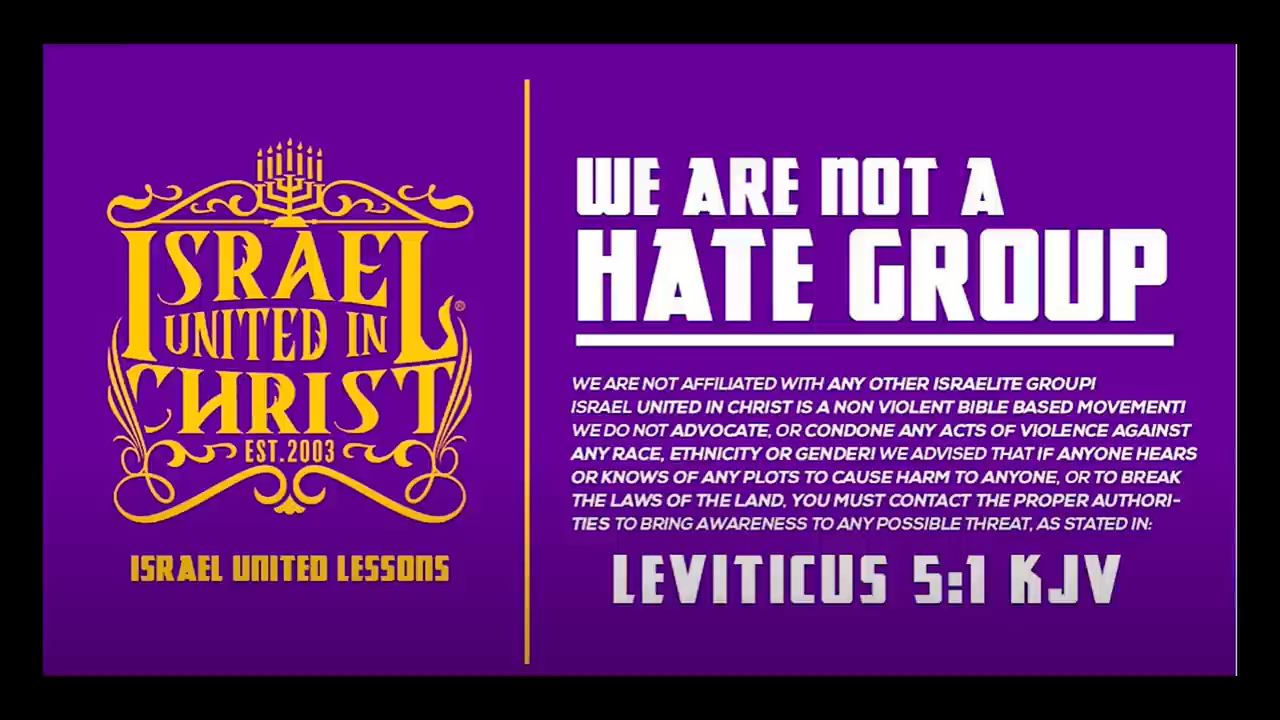 ISRAEL
UNITED IN
CHRIST
®
EST. 2003
ISRAEL UNITED LESSONS
WE ARE NOT A
HATE GROUP
WE ARE NOT AFFILIATED WITH ANY OTHER ISRAELITE GROUP!
ISRAEL UNITED IN CHRIST IS A NON VIOLENT BIBLE BASED MOVEMENT!
WE DO NOT ADVOCATE, OR CONDONE ANY ACTS OF VIOLENCE AGAINST
ANY RACE, ETHNICITY OR GENDER! WE ADVISED THAT IF ANYONE HEARS
OR KNOWS OF ANY PLOTS TO CAUSE HARM TO ANYONE, OR TO BREAK
THE LAWS OF THE LAND, YOU MUST CONTACT THE PROPER AUTHORI-
TIES TO BRING AWARENESS TO ANY POSSIBLE THREAT, AS STATED IN:
LEVITICUS 5:1 KJV